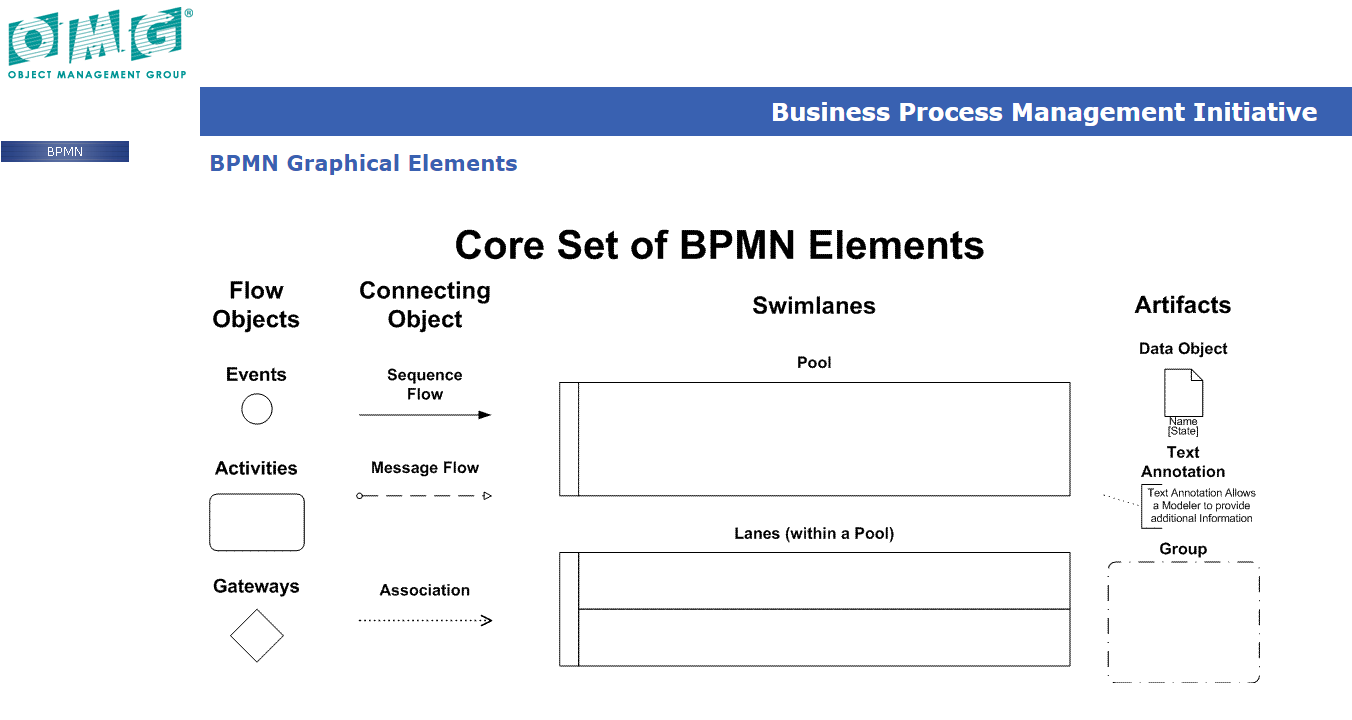 OMG®
OBJECT MANAGEMENT GROUP
Business Process Management Initiative
BPMN
BPMN Graphical Elements
Core Set of BPMN Elements
Flow
Objects
Events
Activities
Gateways
Connecting
Object
Sequence
Flow
Message Flow
Association
Swimlanes
Pool
Lanes (within a Pool)
Artifacts
Data Object
Name
[State]
Text
Annotation
Text Annotation Allows
a Modeler to provide
additional Information
Group